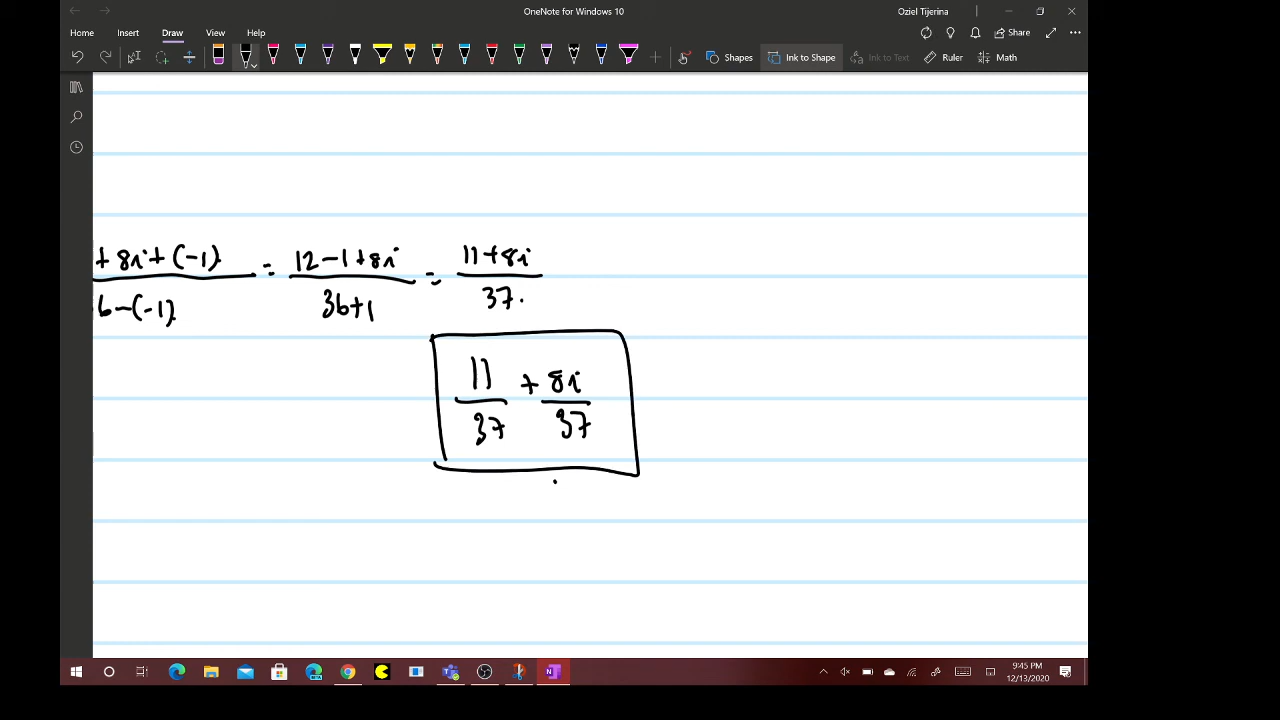 OneNote for Windows 10
Oziel Tijerina
Home Insert Draw View Help
Share
Shapes Ink to Shape Ink to Text Ruler Math
+ 8i + (-1) = 12 - 1 + 8i = 11 + 8i
6 - (-1) 36 + 1 37.
11 + 8i
37 37
9:45 PM
12/13/2020